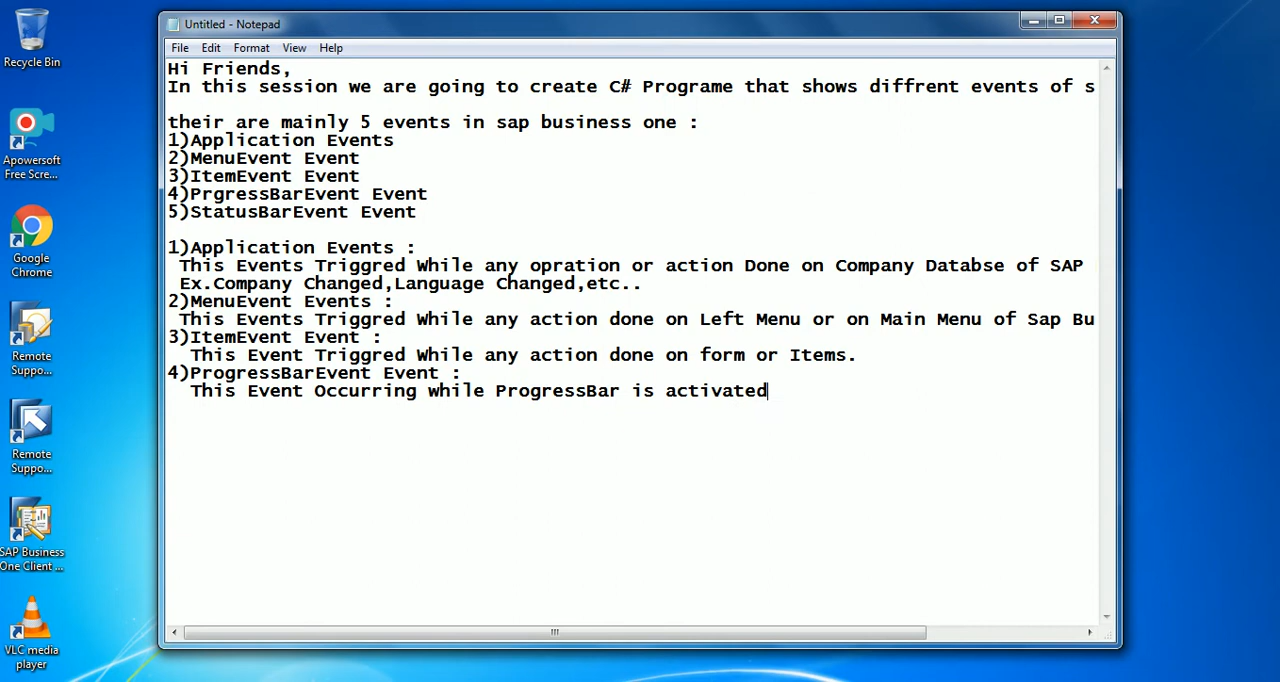 Untitled - Notepad
File Edit Format View Help
Hi Friends,
In this session we are going to create C# Programe that shows diffrent events of s
their are mainly 5 events in sap business one :
1)Application Events
2)MenuEvent Event
3)ItemEvent Event
4)PrgressBarEvent Event
5)StatusBarEvent Event
1)Application Events :
This Events Triggred While any opration or action Done on Company Databse of SAP
Ex.Company Changed,Language Changed,etc..
2)MenuEvent Events :
This Events Triggred While any action done on Left Menu or on Main Menu of Sap Bu
3)ItemEvent Event :
This Event Triggred While any action done on form or Items.
4)ProgressBarEvent Event :
This Event Occurring while ProgressBar is activated
Recycle Bin
Apowersoft
Free Scre...
Google
Chrome
Remote
Suppo...
Remote
Suppo...
SAP Business
One Client ...
VLC media
player